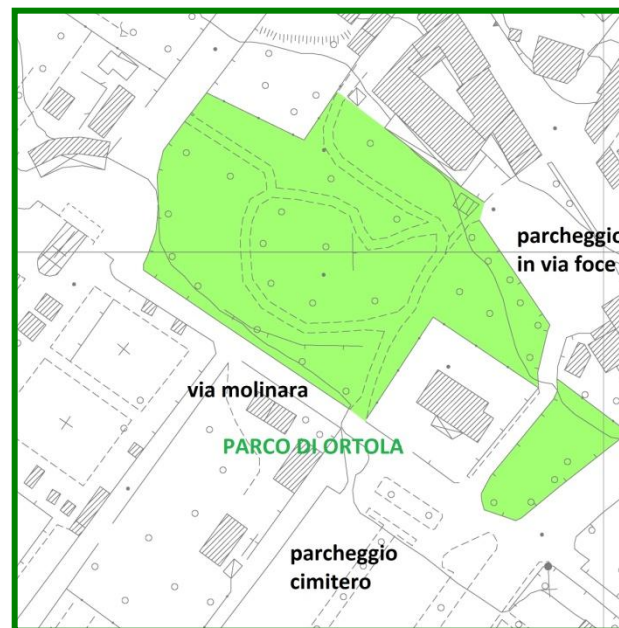 parcheggio
in via foce
via molinara
PARCO DI ORTOLA
parcheggio
cimitero